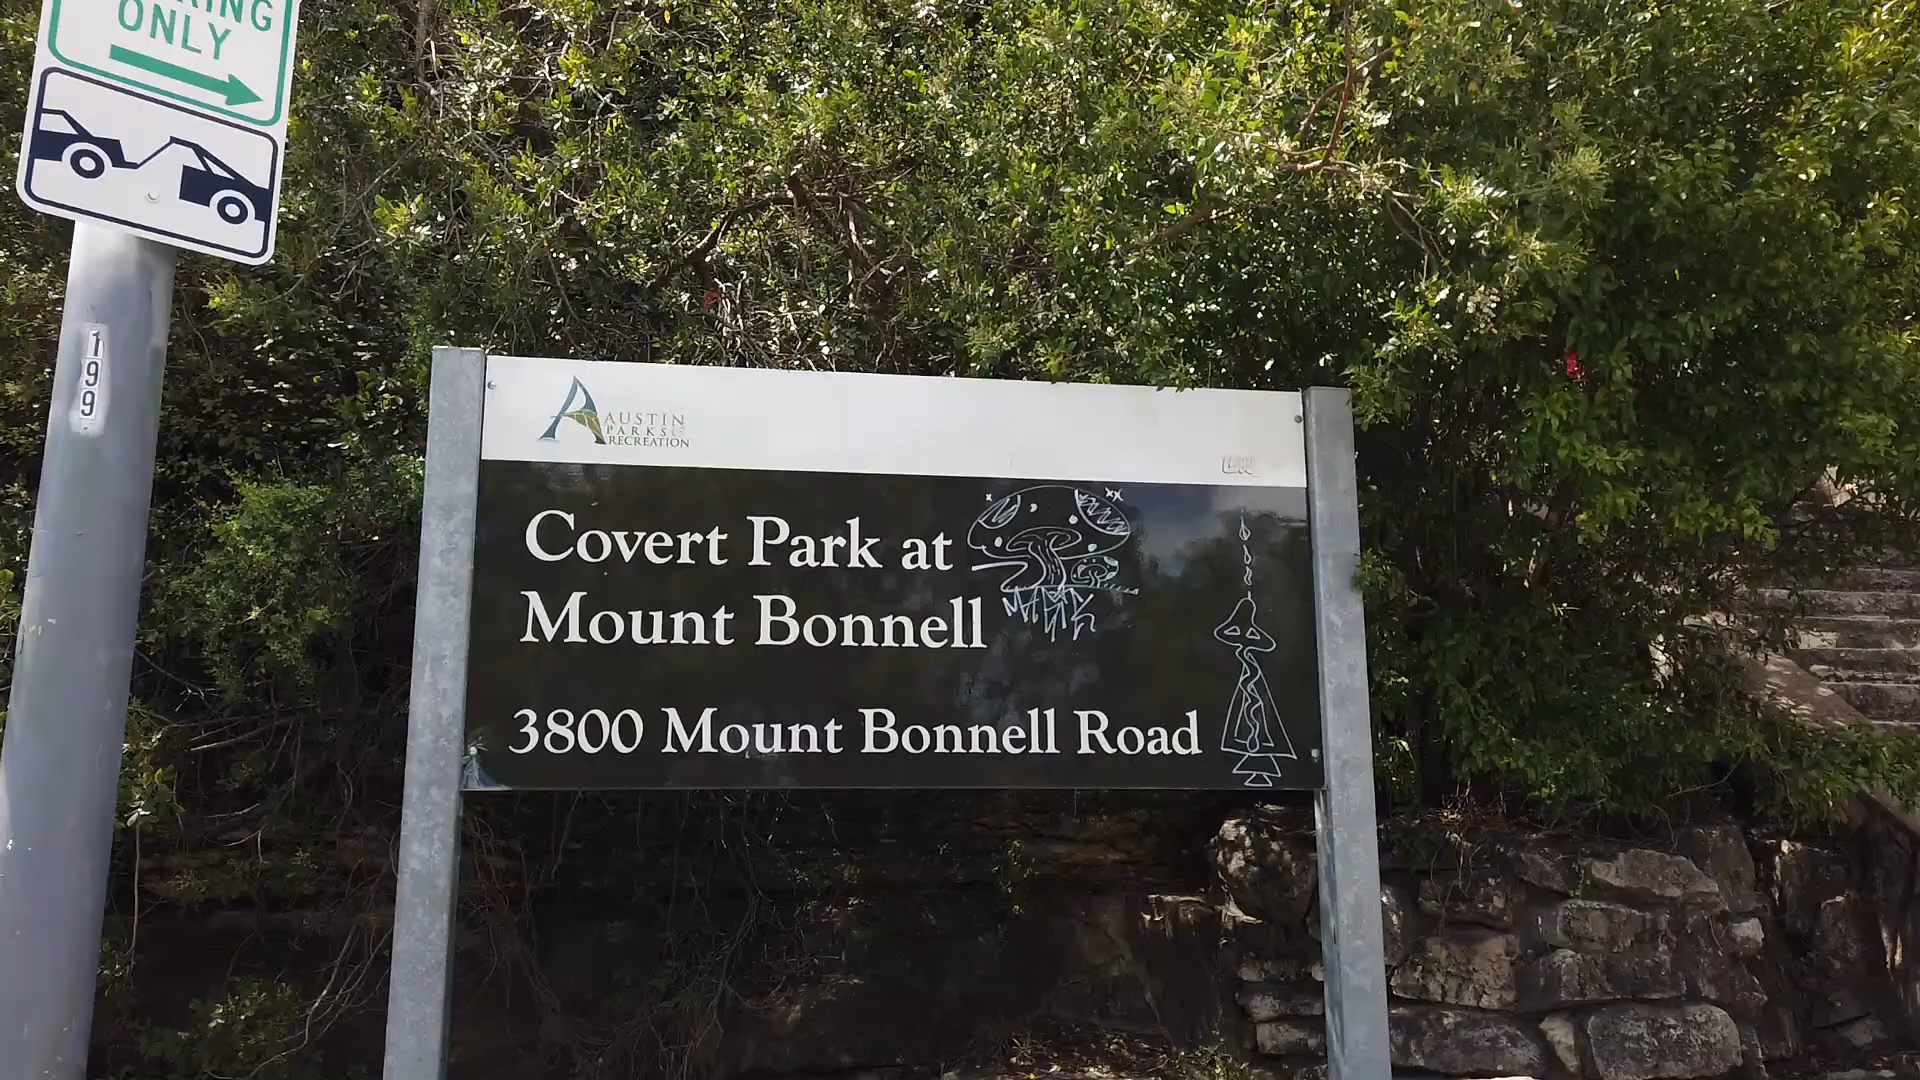 ONLY
199
AUSTIN
PARKS &
RECREATION
Covert Park at
Mount Bonnell
3800 Mount Bonnell Road